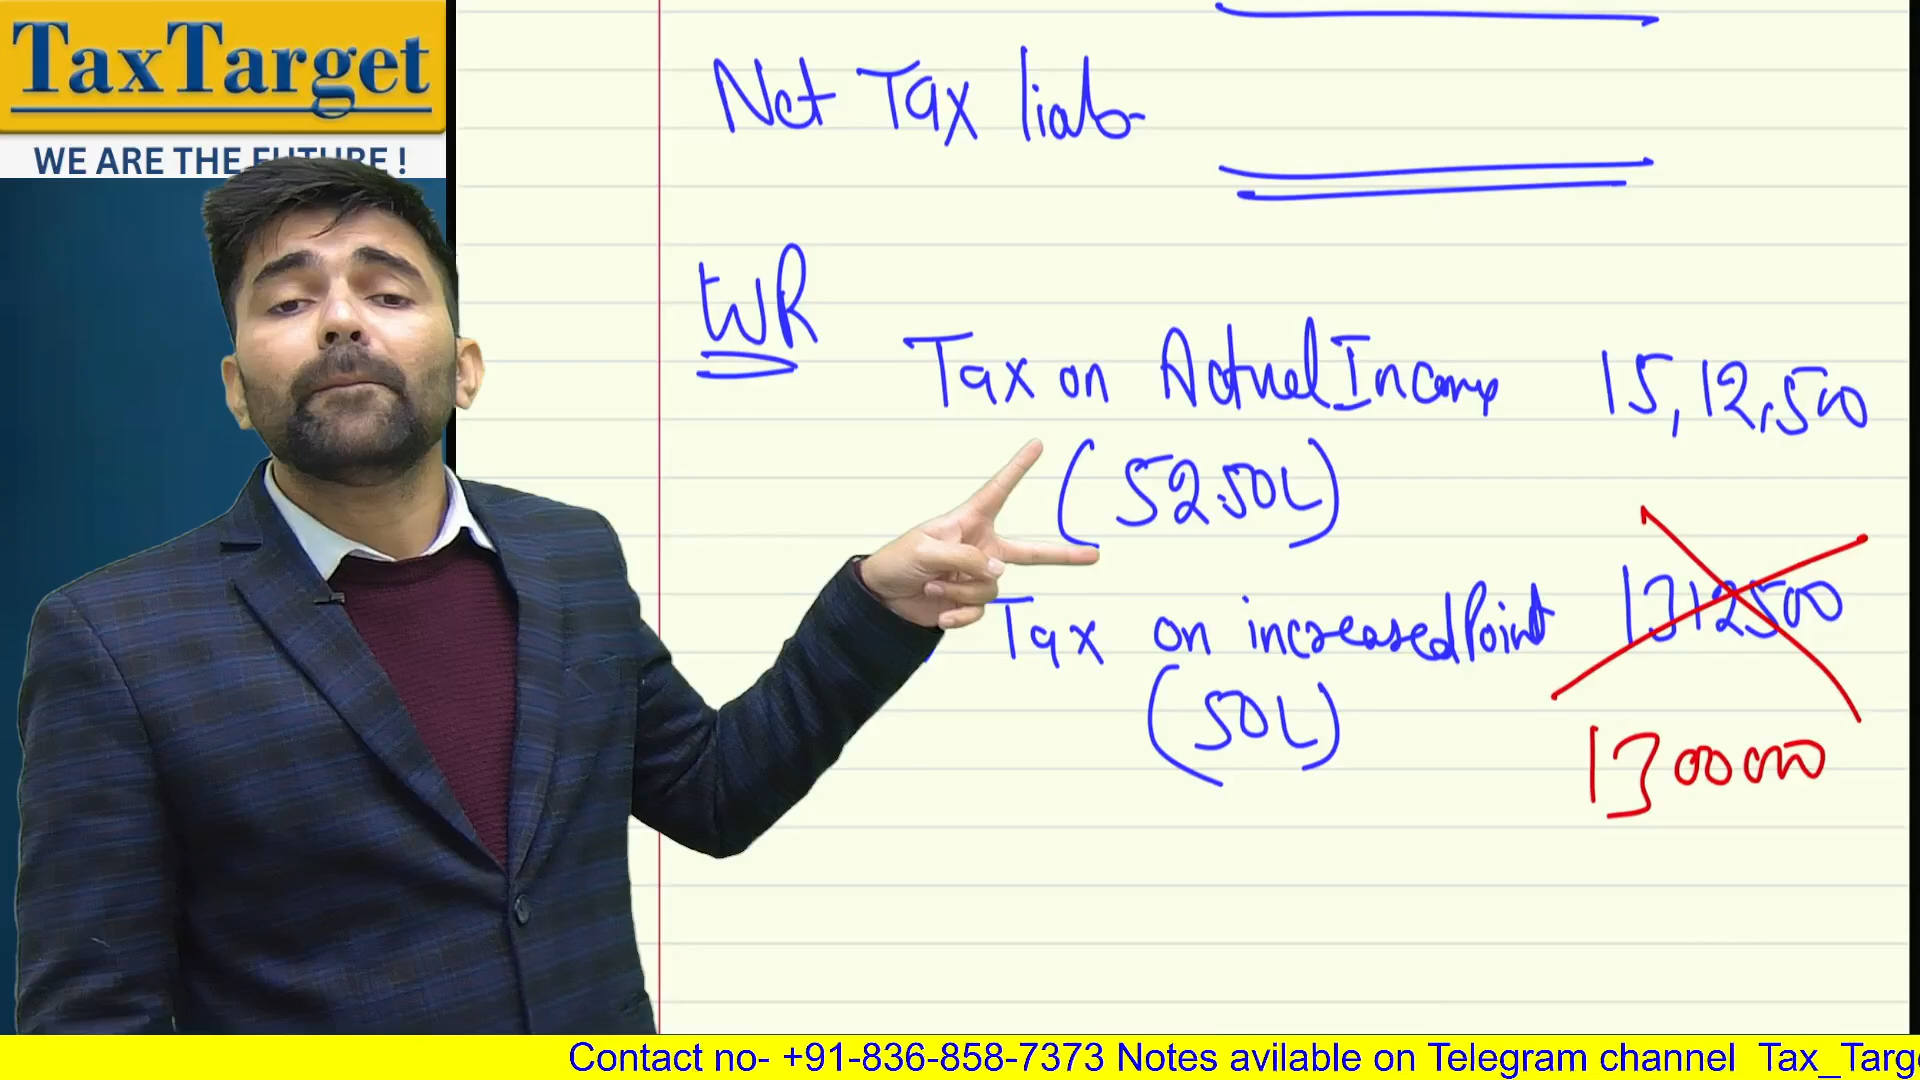 TaxTarget
WE ARE THE FUTURE !
Net Tax liab
WR
Tax on Actual Income 15,12,500
(52.50L)
Tax on increased Point 1312500
(50L)
1300000
Contact no- +91-836-858-7373 Notes avilable on Telegram channel Tax_Targ